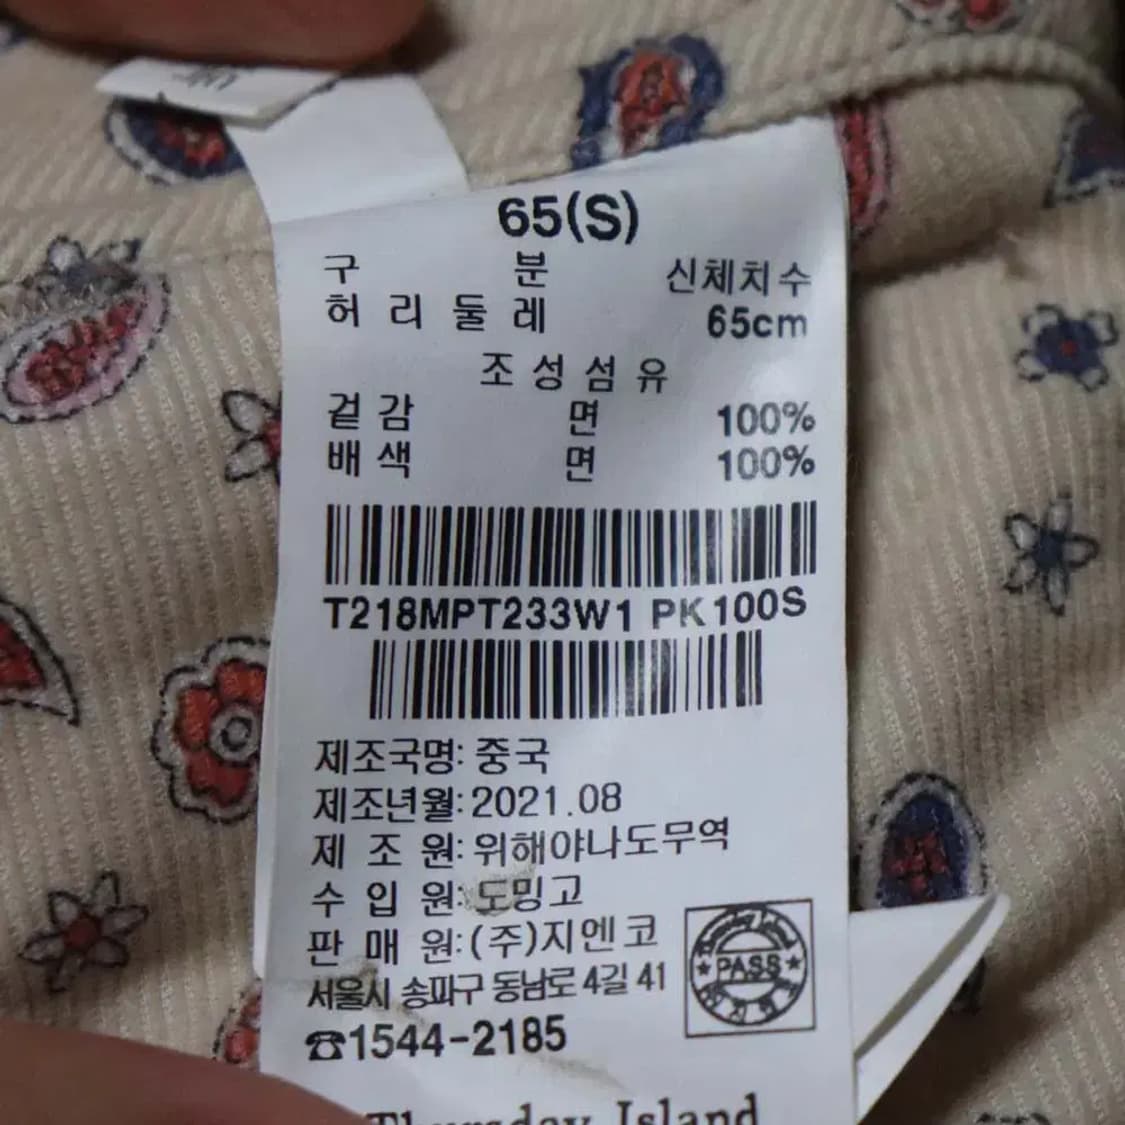 65(S)
구 분 신체치수
허 리 둘 레 65cm
조 성 섬 유
겉 감 면 100%
배 색 면 100%
T218MPT233W1 PK100S
제조국명: 중국
제조년월: 2021.08
제 조 원: 위해야나도무역
수 입 원: 도밍고
판 매 원: (주)지엔코
서울시 송파구 동남로 4길 41
☎1544-2185
PASS
Thursday Island